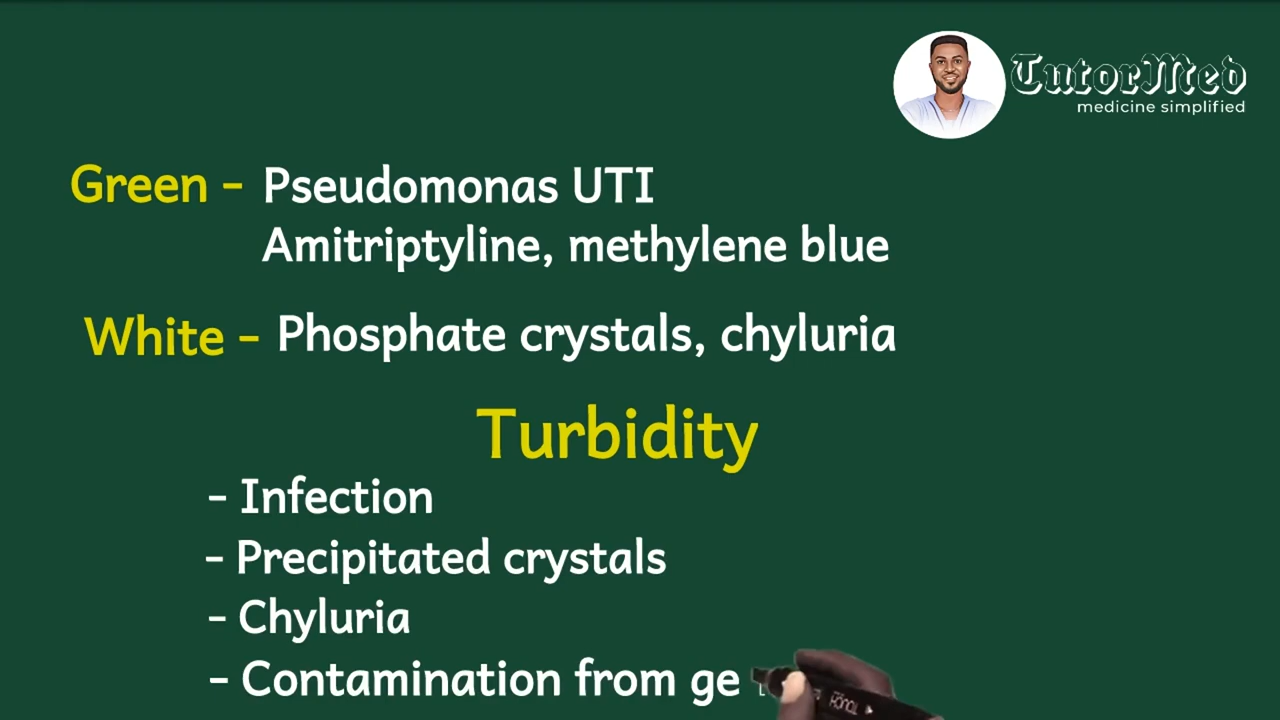 TutorMed
medicine simplified
Green - Pseudomonas UTI
Amitriptyline, methylene blue
White - Phosphate crystals, chyluria
Turbidity
- Infection
- Precipitated crystals
- Chyluria
- Contamination from ge